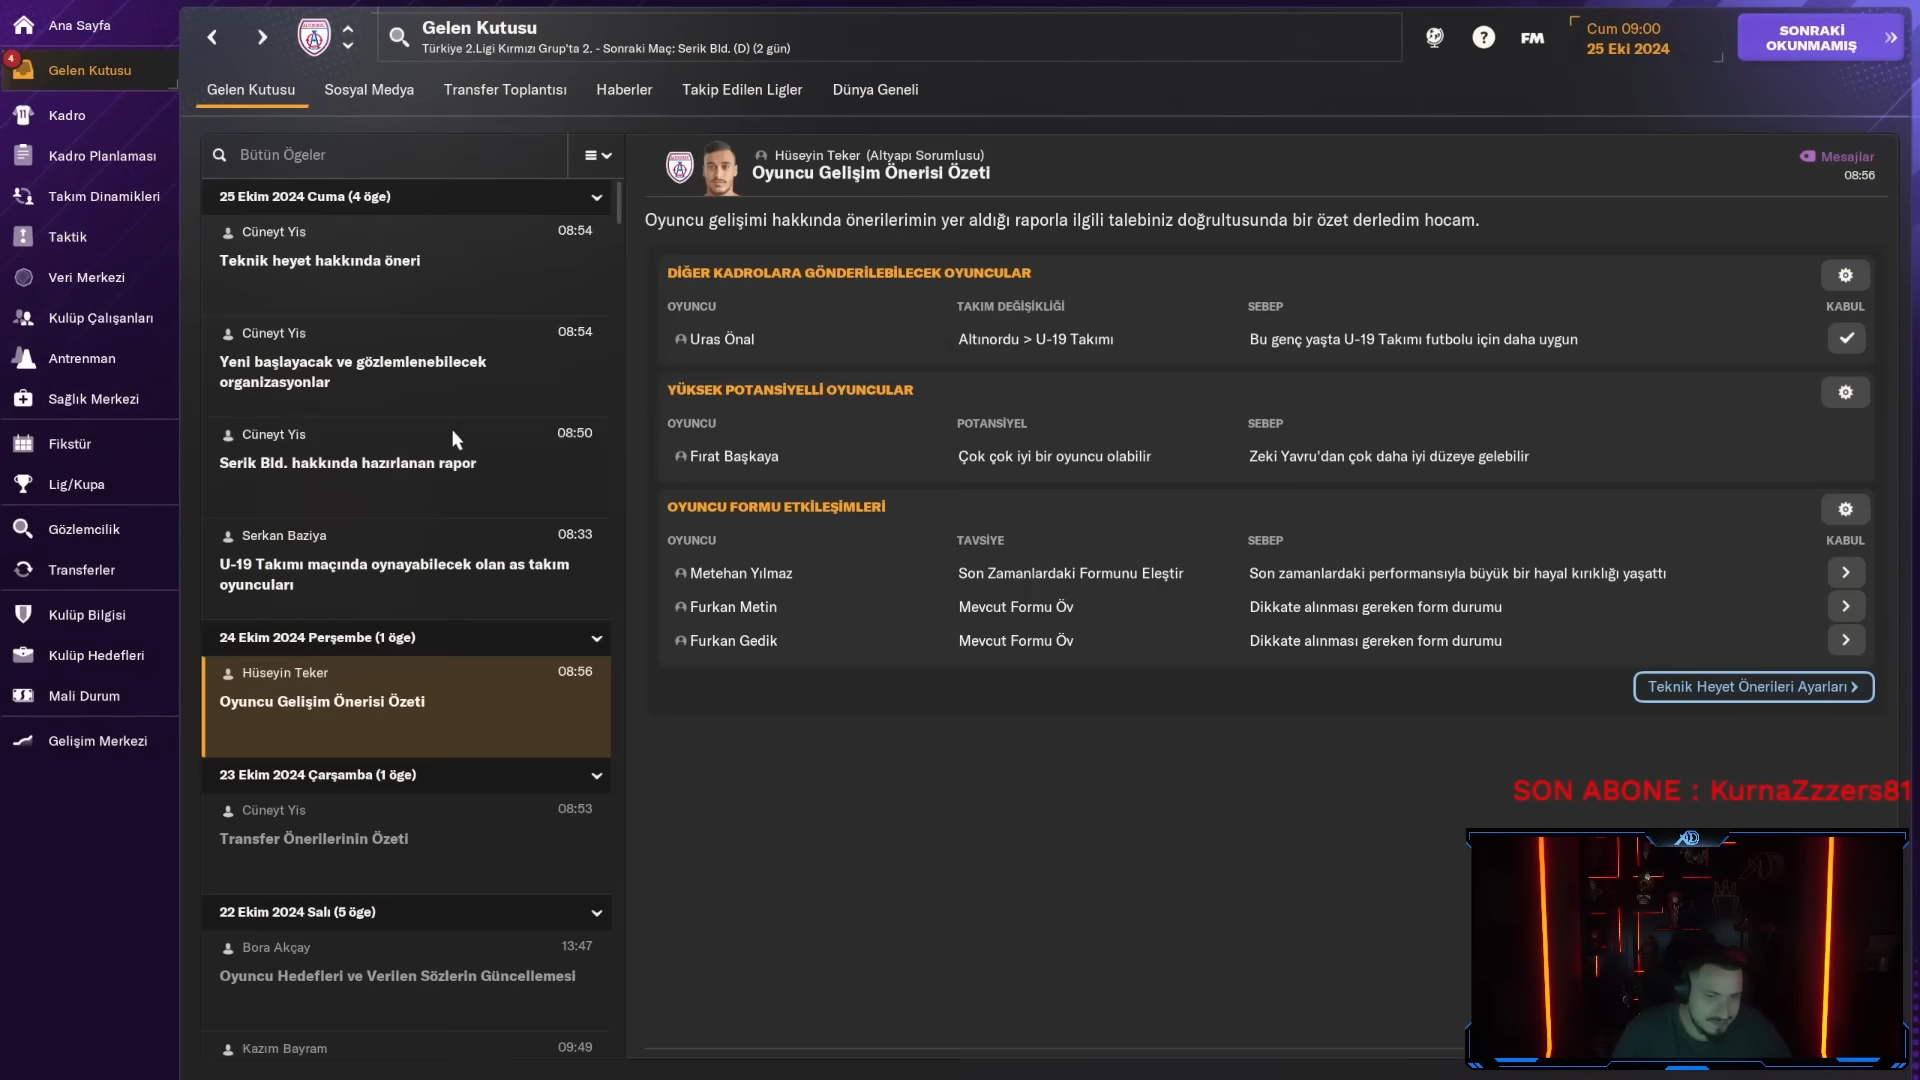 Ana Sayfa
4
Gelen Kutusu
11
Kadro
Kadro Planlaması
Takım Dinamikleri
Taktik
Veri Merkezi
Kulüp Çalışanları
Antrenman
Sağlık Merkezi
Fikstür
Lig/Kupa
Gözlemcilik
Transferler
Kulüp Bilgisi
Kulüp Hedefleri
Mali Durum
Gelişim Merkezi
Gelen Kutusu
Türkiye 2.Ligi Kırmızı Grup'ta 2. - Sonraki Maç: Serik Bld. (D) (2 gün)
?
FM
Cum 09:00
25 Eki 2024
SONRAKİ
OKUNMAMIŞ
Gelen Kutusu
Sosyal Medya
Transfer Toplantısı
Haberler
Takip Edilen Ligler
Dünya Geneli
Bütün Ögeler
25 Ekim 2024 Cuma (4 öge)
Cüneyt Yis
08:54
Teknik heyet hakkında öneri
Cüneyt Yis
08:54
Yeni başlayacak ve gözlemlenebilecek
organizasyonlar
Cüneyt Yis
08:50
Serik Bld. hakkında hazırlanan rapor
Serkan Baziya
08:33
U-19 Takımı maçında oynayabilecek olan as takım
oyuncuları
24 Ekim 2024 Perşembe (1 öge)
Hüseyin Teker
08:56
Oyuncu Gelişim Önerisi Özeti
23 Ekim 2024 Çarşamba (1 öge)
Cüneyt Yis
08:53
Transfer Önerilerinin Özeti
22 Ekim 2024 Salı (5 öge)
Bora Akçay
13:47
Oyuncu Hedefleri ve Verilen Sözlerin Güncellemesi
Kazım Bayram
09:49
Hüseyin Teker (Altyapı Sorumlusu)
Oyuncu Gelişim Önerisi Özeti
Mesajlar
08:56
Oyuncu gelişimi hakkında önerilerimin yer aldığı raporla ilgili talebiniz doğrultusunda bir özet derledim hocam.
DİĞER KADROLARA GÖNDERİLEBİLECEK OYUNCULAR
OYUNCU TAKIM DEĞİŞİKLİĞİ SEBEP KABUL
Uras Önal Altınordu > U-19 Takımı Bu genç yaşta U-19 Takımı futbolu için daha uygun
YÜKSEK POTANSİYELLİ OYUNCULAR
OYUNCU POTANSİYEL SEBEP
Fırat Başkaya Çok çok iyi bir oyuncu olabilir Zeki Yavru'dan çok daha iyi düzeye gelebilir
OYUNCU FORMU ETKİLEŞİMLERİ
OYUNCU TAVSİYE SEBEP KABUL
Metehan Yılmaz Son Zamanlardaki Formunu Eleştir Son zamanlardaki performansıyla büyük bir hayal kırıklığı yaşattı
Furkan Metin Mevcut Formu Öv Dikkate alınması gereken form durumu
Furkan Gedik Mevcut Formu Öv Dikkate alınması gereken form durumu
Teknik Heyet Önerileri Ayarları
SON ABONE : KurnaZzzers81